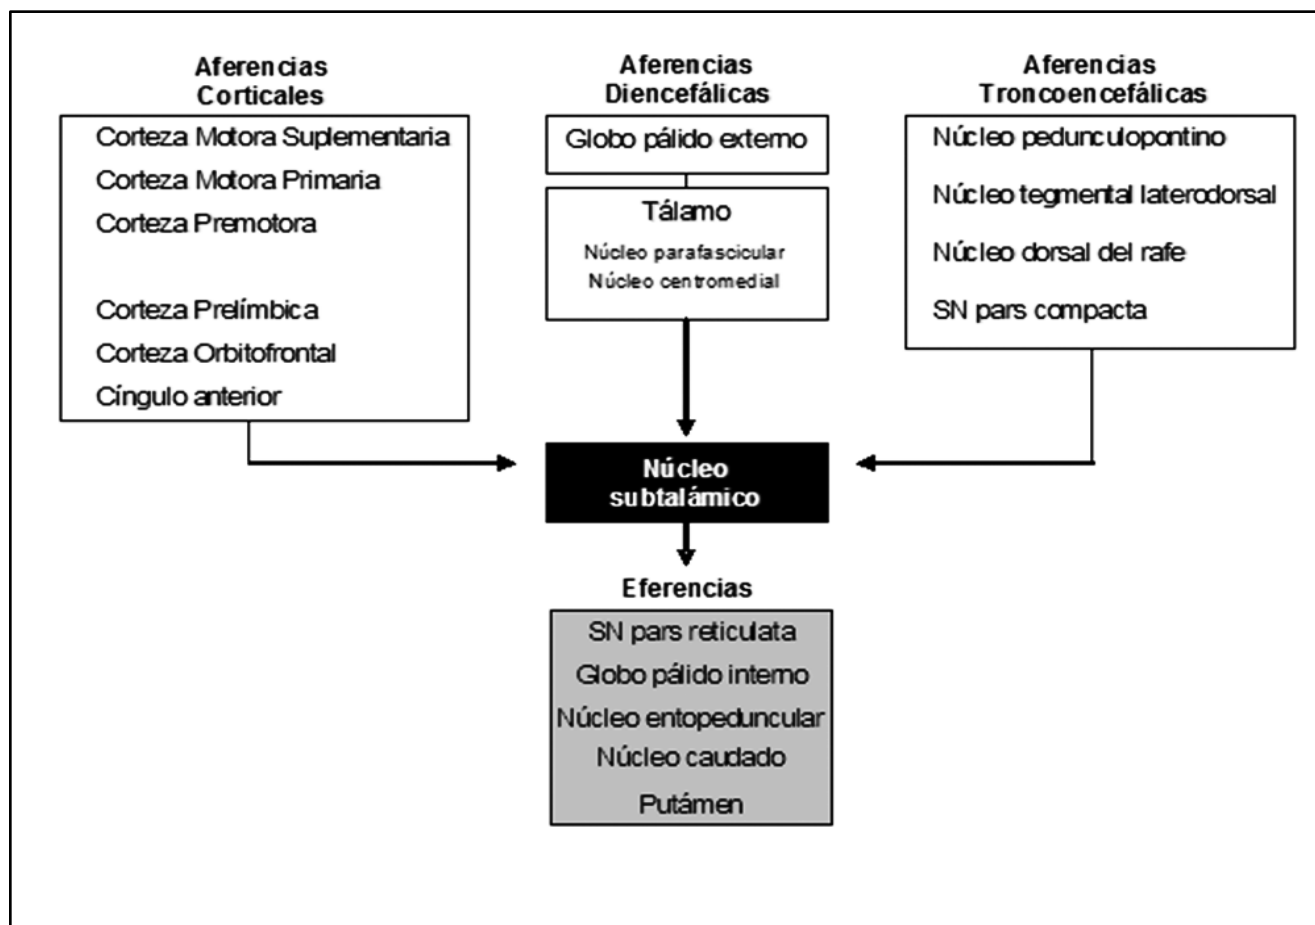 Aferencias
Corticales
Corteza Motora Suplementaria
Corteza Motora Primaria
Corteza Premotora
Corteza Prelímbica
Corteza Orbitofrontal
Cíngulo anterior
Aferencias
Diencefálicas
Globo pálido externo
Tálamo
Núcleo parafascicular
Núcleo centromedial
Aferencias
Troncoencefálicas
Núcleo pedunculopontino
Núcleo tegmental laterodorsal
Núcleo dorsal del rafe
SN pars compacta
Núcleo
subtalámico
Eferencias
SN pars reticulata
Globo pálido interno
Núcleo entopeduncular
Núcleo caudado
Putámen